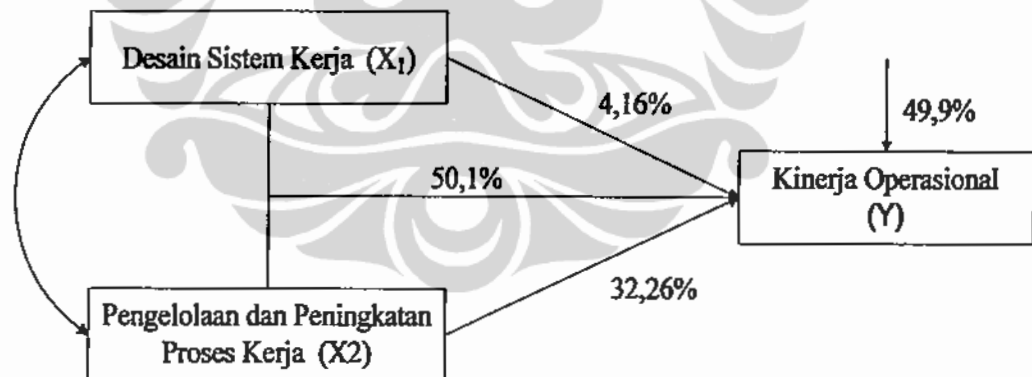 Desain Sistem Kerja (X₁)
4,16%
49,9%
50,1%
Kinerja Operasional
(Y)
32,26%
Pengelolaan dan Peningkatan
Proses Kerja (X2)